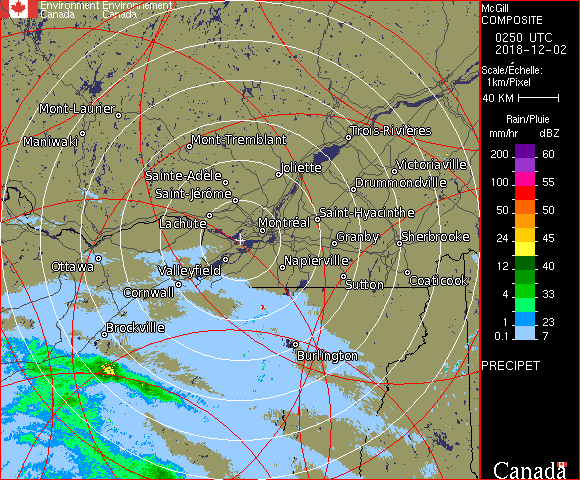 Environment Environnement
Canada Canada
McGill
COMPOSITE
0250 UTC
2018-12-02
Scale/Échelle:
1km/Pixel
40 KM
Rain/Pluie
mm/hr dBZ
200 60
155
100 55
85
50 50
24 45
12 40
4 33
1 23
0.1 7
PRECIPET
Canada
Mont-Laurier
Maniwaki
Mont-Tremblant
Trois-Rivières
Joliette
Victoriaville
Sainte-Adèle
Drummondville
Saint-Jérôme
Saint-Hyacinthe
Lachute
Montréal
Granby
Sherbrooke
Ottawa
Valleyfield
Napierville
Coaticook
Cornwall
Sutton
Brockville
Burlington